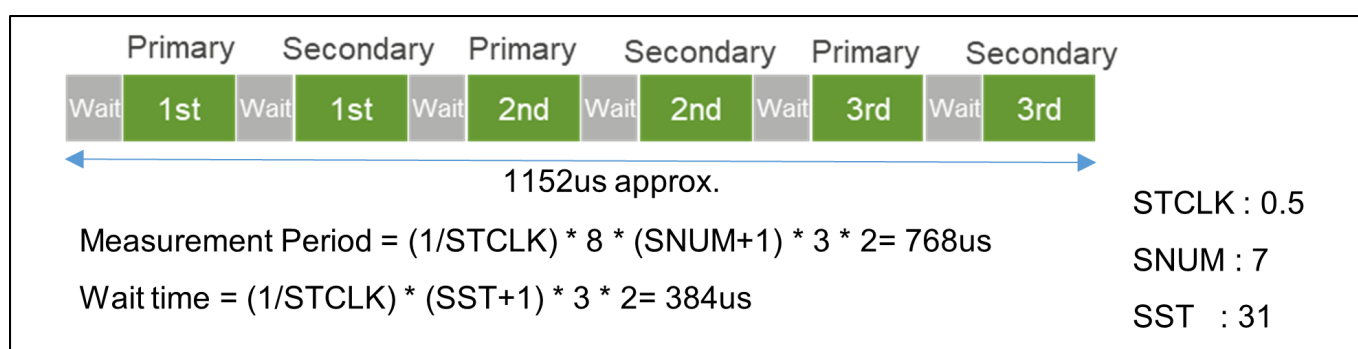 Primary Secondary Primary Secondary Primary Secondary
Wait 1st Wait 1st Wait 2nd Wait 2nd Wait 3rd Wait 3rd
1152us approx.
STCLK : 0.5
Measurement Period = (1/STCLK) * 8 * (SNUM+1) * 3 * 2= 768us
SNUM : 7
Wait time = (1/STCLK) * (SST+1) * 3 * 2= 384us
SST : 31